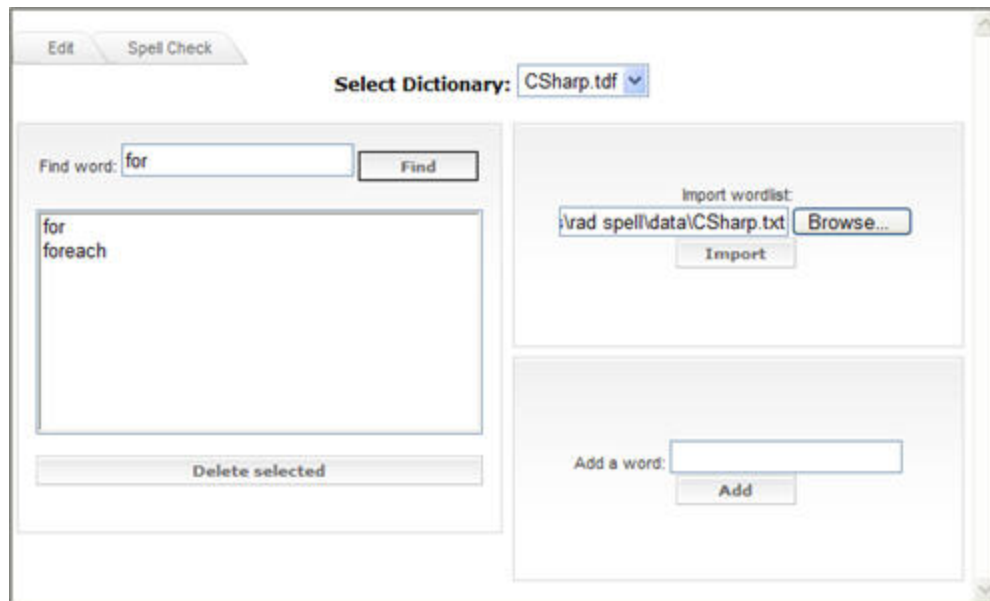 Edit Spell Check
Select Dictionary: CSharp.tdf
Find word: for Find
for
foreach
Delete selected
Import wordlist:
s\rad spell\data\CSharp.txt Browse...
Import
Add a word:
Add